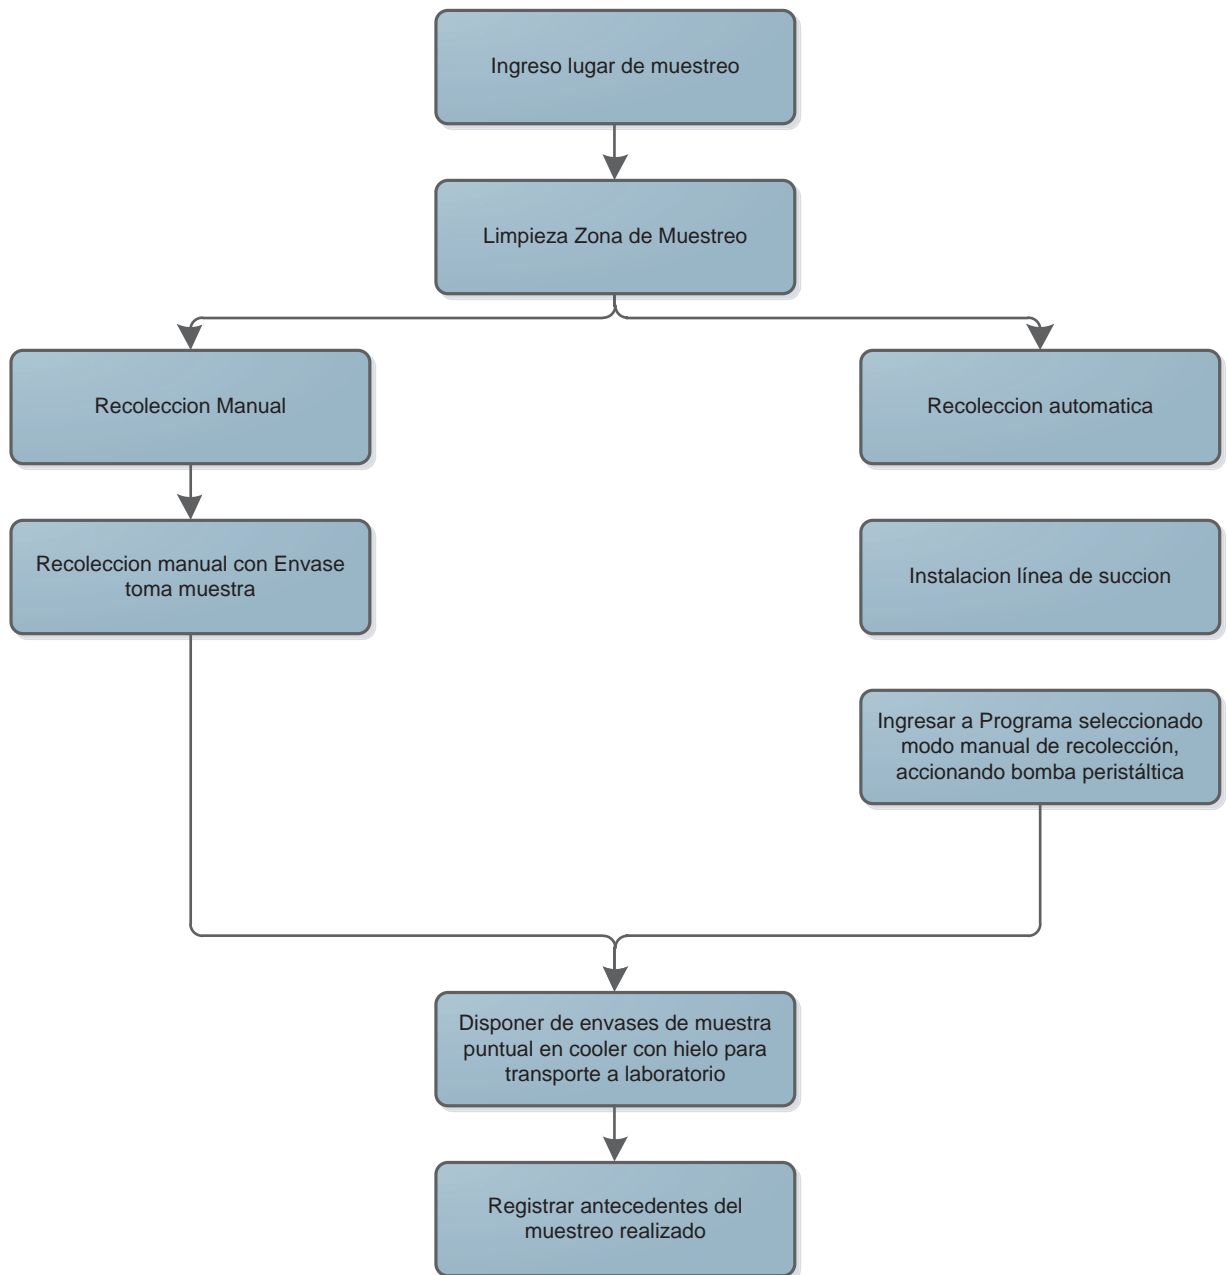 Ingreso lugar de muestreo
Limpieza Zona de Muestreo
Recoleccion Manual
Recoleccion automatica
Recoleccion manual con Envase
toma muestra
Instalacion línea de succion
Ingresar a Programa seleccionado
modo manual de recolección,
accionando bomba peristáltica
Disponer de envases de muestra
puntual en cooler con hielo para
transporte a laboratorio
Registrar antecedentes del
muestreo realizado